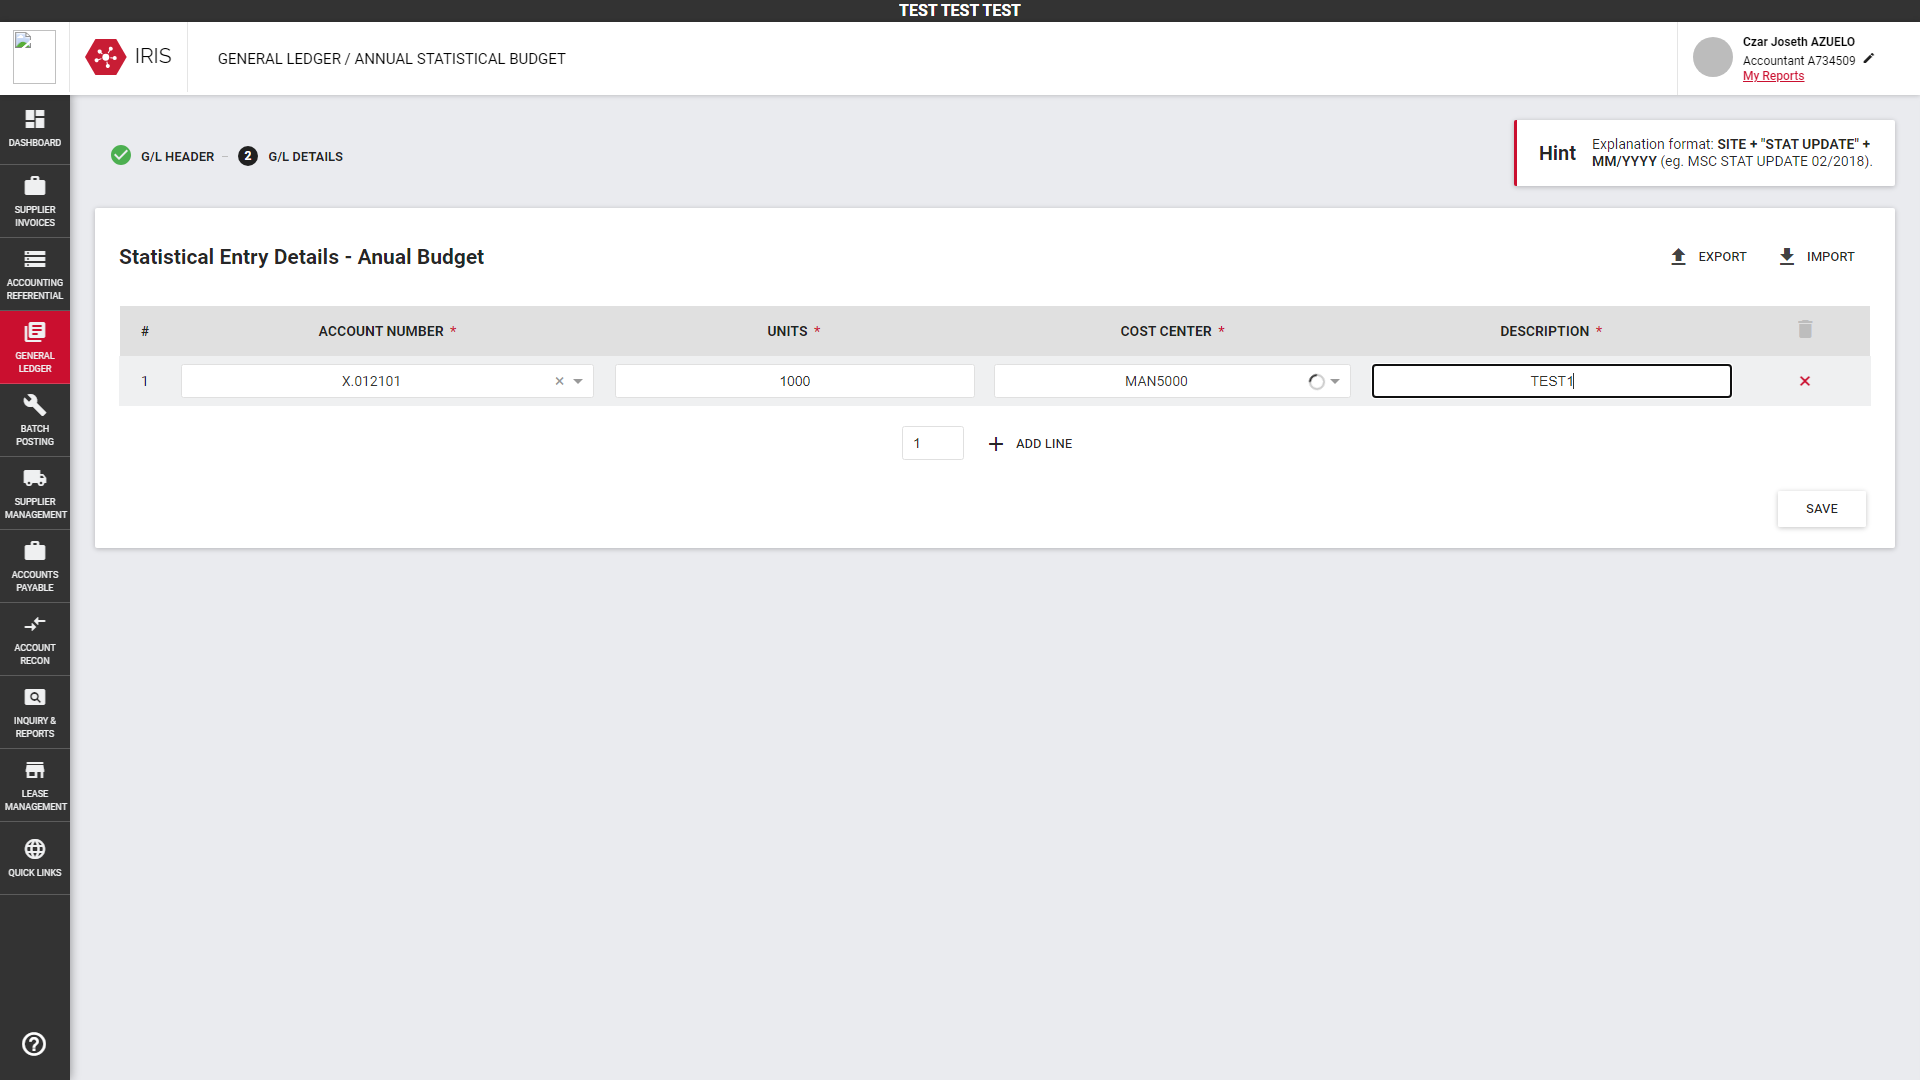 TEST TEST TEST
IRIS
GENERAL LEDGER / ANNUAL STATISTICAL BUDGET
Czar Joseth AZUELO
Accountant A734509
My Reports
DASHBOARD
SUPPLIER
INVOICES
ACCOUNTING
REFERENTIAL
GENERAL
LEDGER
BATCH
POSTING
SUPPLIER
MANAGEMENT
ACCOUNTS
PAYABLE
ACCOUNT
RECON
INQUIRY &
REPORTS
LEASE
MANAGEMENT
QUICK LINKS
G/L HEADER
2 G/L DETAILS
Hint
Explanation format: SITE + "STAT UPDATE" +
MM/YYYY (eg. MSC STAT UPDATE 02/2018).
Statistical Entry Details - Anual Budget
EXPORT
IMPORT
# ACCOUNT NUMBER * UNITS * COST CENTER * DESCRIPTION *
1 X.012101 1000 MAN5000 TEST1
1 ADD LINE
SAVE